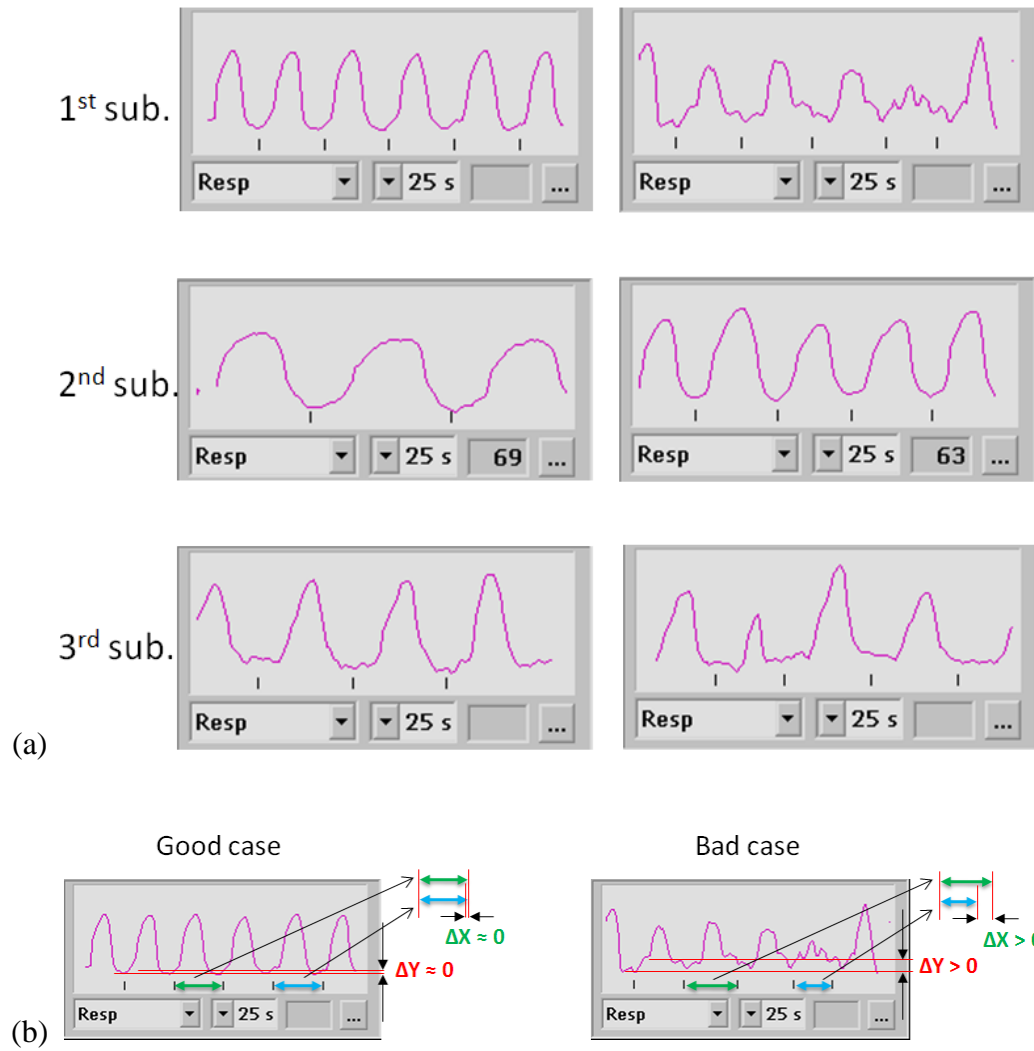 1st sub.
Resp 25 s ...
Resp 25 s ...
2nd sub.
Resp 25 s 69 ...
Resp 25 s 63 ...
3rd sub.
Resp 25 s ...
Resp 25 s ...
(a)
Good case
Bad case
ΔX ≈ 0
ΔX > 0
ΔY ≈ 0
ΔY > 0
Resp 25 s ...
Resp 25 s ...
(b)